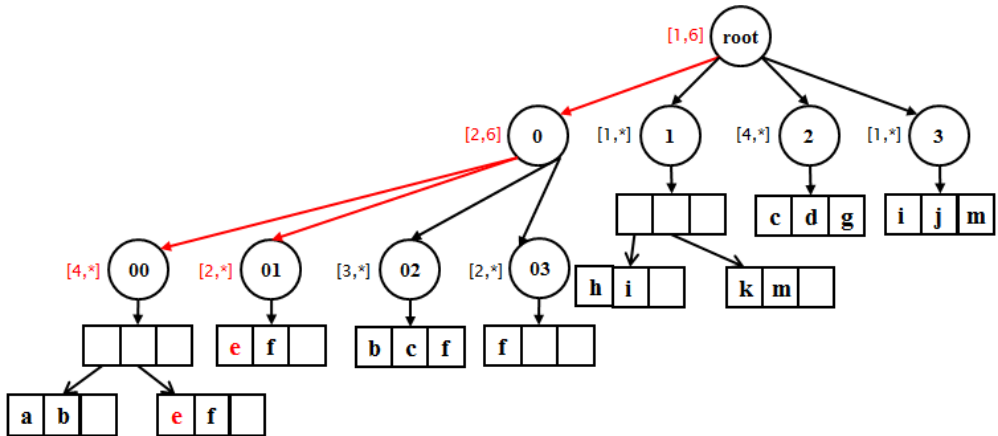 [1,6] root
[2,6] 0 [1,*] 1 [4,*] 2 [1,*] 3
c d g i j m
[4,*] 00 [2,*] 01 [3,*] 02 [2,*] 03
h i k m
e f b c f f
a b e f